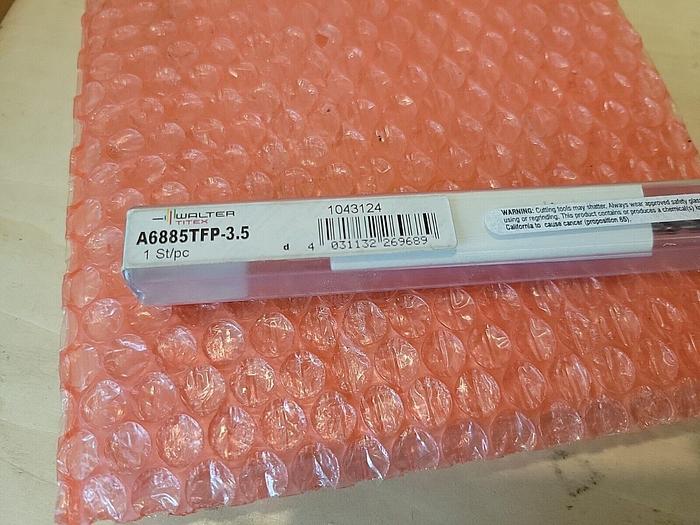 WALTER
TITEX
A6885TFP-3.5
1 St/pc
1043124
d 4 031132 269689
WARNING: Cutting tools may shatter. Always wear approved safety glas
using or regrinding. This product contains or produces a chemical(s) k
California to cause cancer (proposition 65).